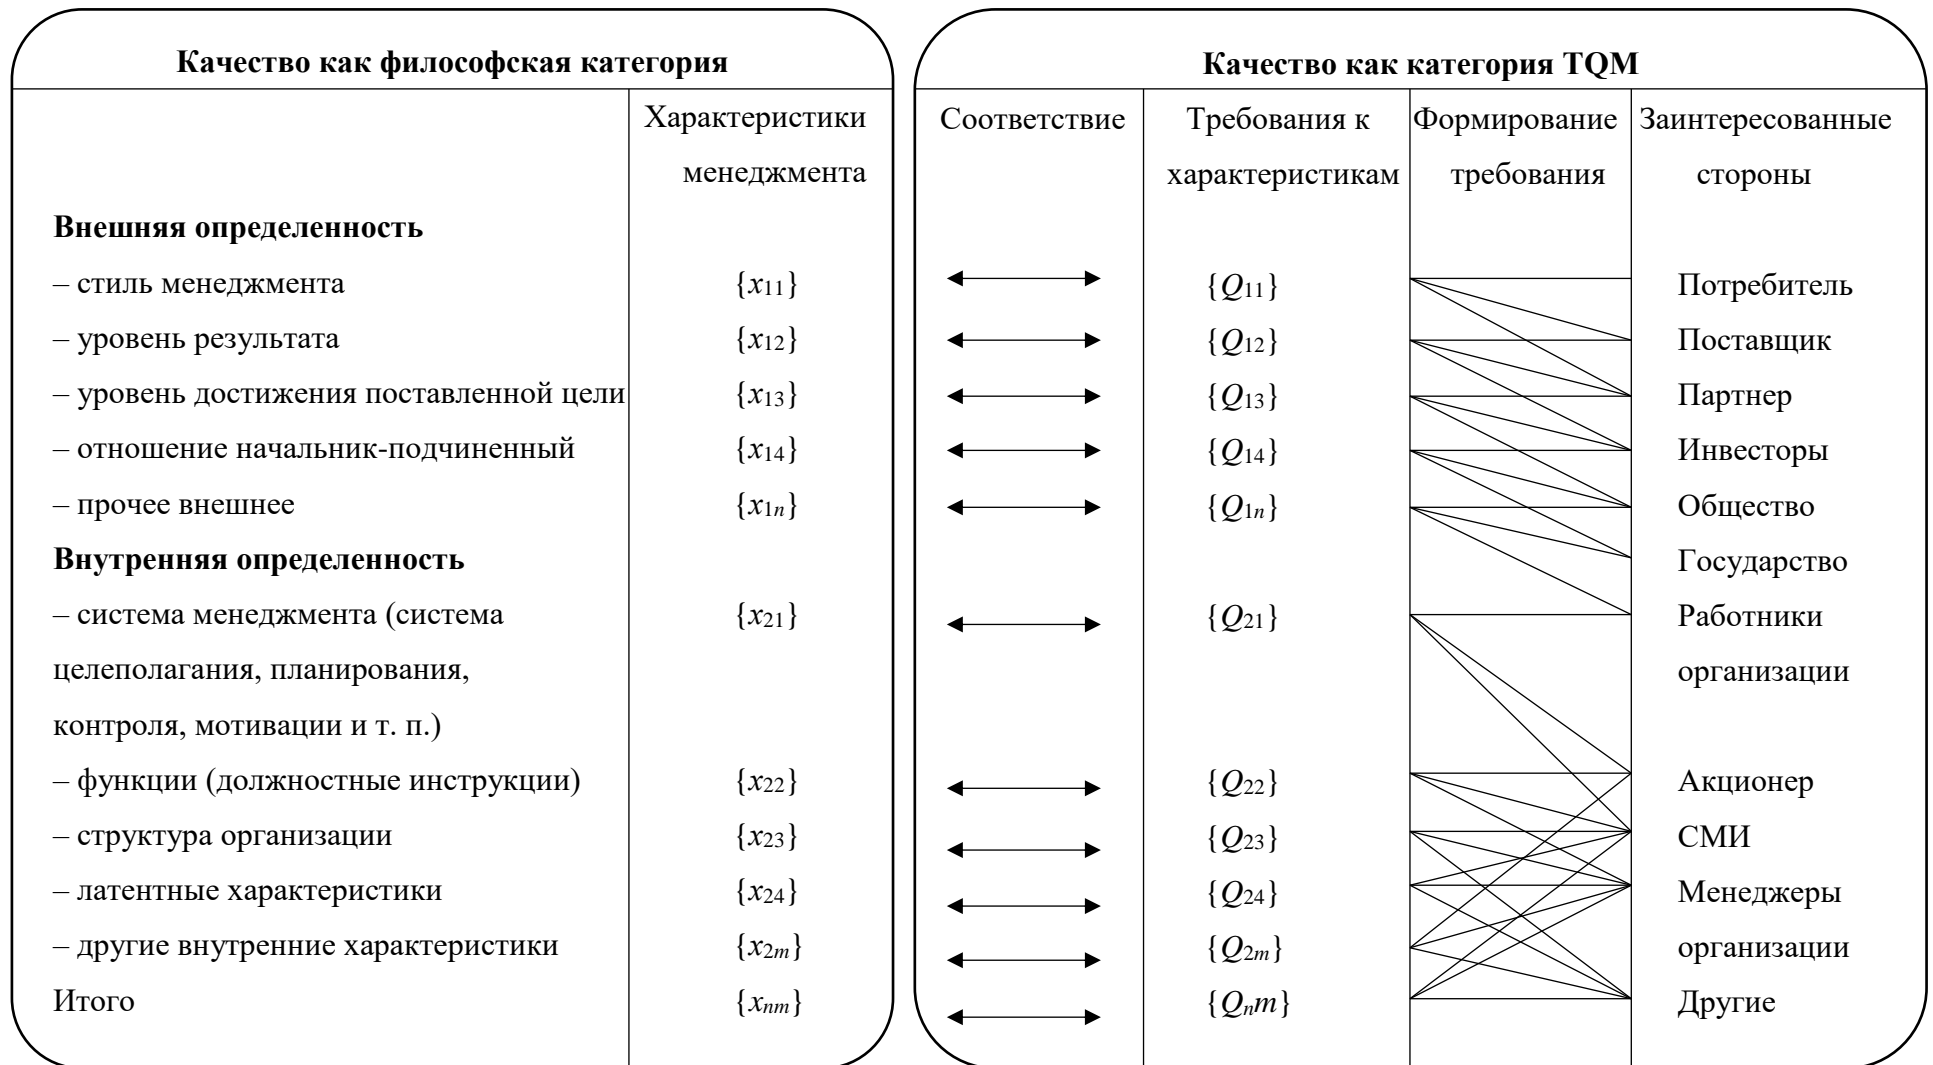 Качество как философская категория
Качество как категория TQM
Характеристики менеджмента
Соответствие
Требования к характеристикам
Формирование требования
Заинтересованные стороны
Внешняя определенность
– стиль менеджмента {x11} {Q11} Потребитель
– уровень результата {x12} {Q12} Поставщик
– уровень достижения поставленной цели {x13} {Q13} Партнер
– отношение начальник-подчиненный {x14} {Q14} Инвесторы
– прочее внешнее {x1n} {Q1n} Общество
Внутренняя определенность Государство
– система менеджмента (система {x21} {Q21} Работники
целеполагания, планирования, организации
контроля, мотивации и т. п.)
– функции (должностные инструкции) {x22} {Q22} Акционер
– структура организации {x23} {Q23} СМИ
– латентные характеристики {x24} {Q24} Менеджеры
– другие внутренние характеристики {x2m} {Q2m} организации
Итого {xnm} {Qnm} Другие